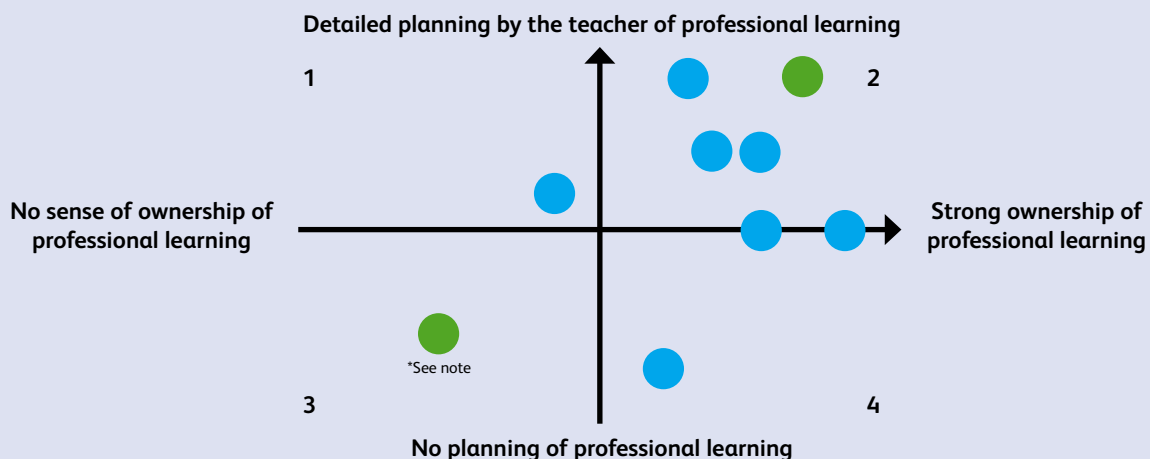 Detailed planning by the teacher of professional learning
1
2
No sense of ownership of
professional learning
Strong ownership of
professional learning
*See note
3
4
No planning of professional learning